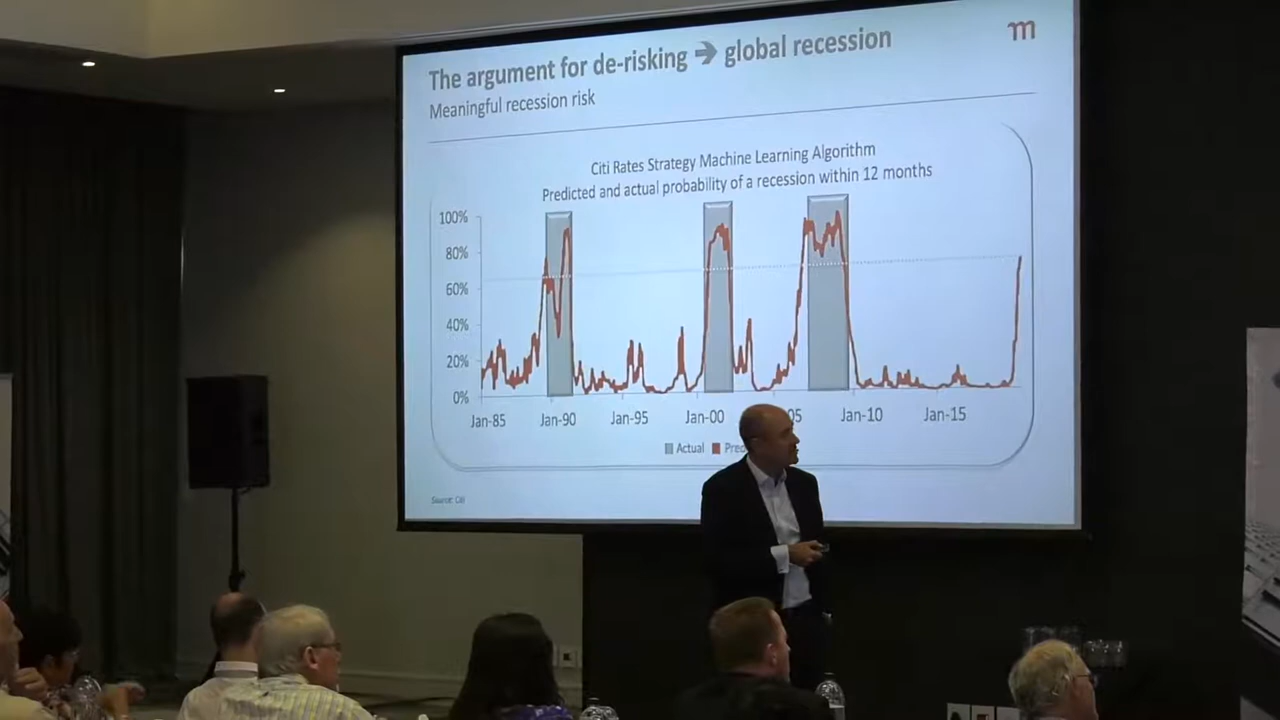 The argument for de-risking → global recession
m
Meaningful recession risk
Citi Rates Strategy Machine Learning Algorithm
Predicted and actual probability of a recession within 12 months
100%
80%
60%
40%
20%
0%
Jan-85 Jan-90 Jan-95 Jan-00 05 Jan-10 Jan-15
Actual Pred
Source: Citi